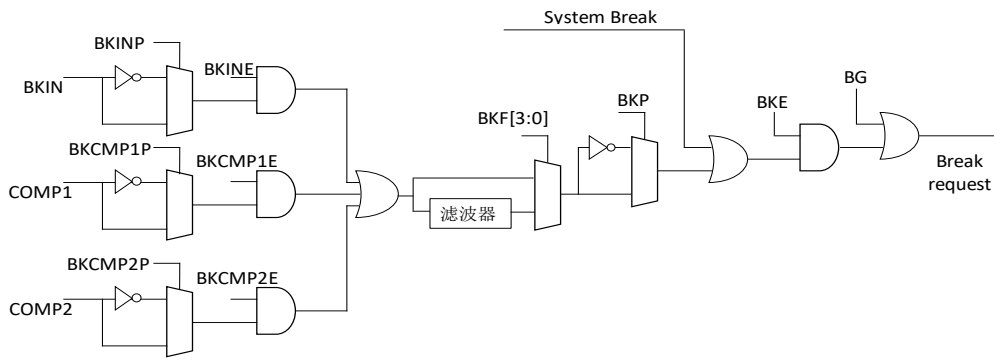 System Break
BKINP
BKIN
BKINE
BKP
BG
BKF[3:0]
BKE
BKCMP1P
BKCMP1E
COMP1
Break
request
滤波器
BKCMP2P
BKCMP2E
COMP2